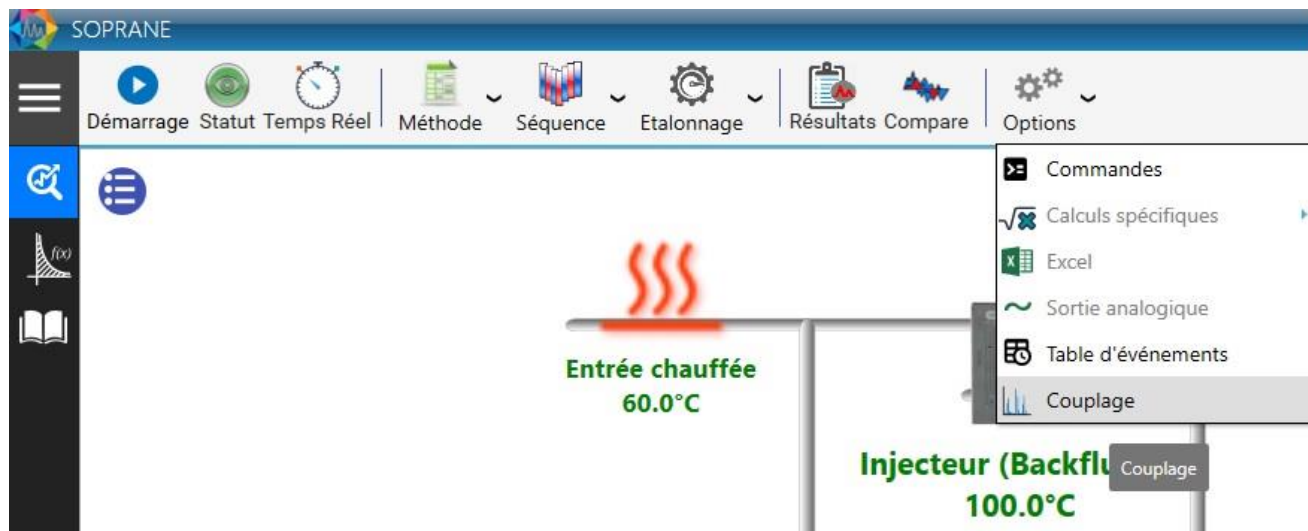 SOPRANE
Démarrage Statut Temps Réel Méthode Séquence Etalonnage Résultats Compare Options
f(x)
Commandes
Calculs spécifiques
Excel
Sortie analogique
Table d'événements
Couplage
Entrée chauffée
60.0°C
Injecteur (Backflu
Couplage
100.0°C